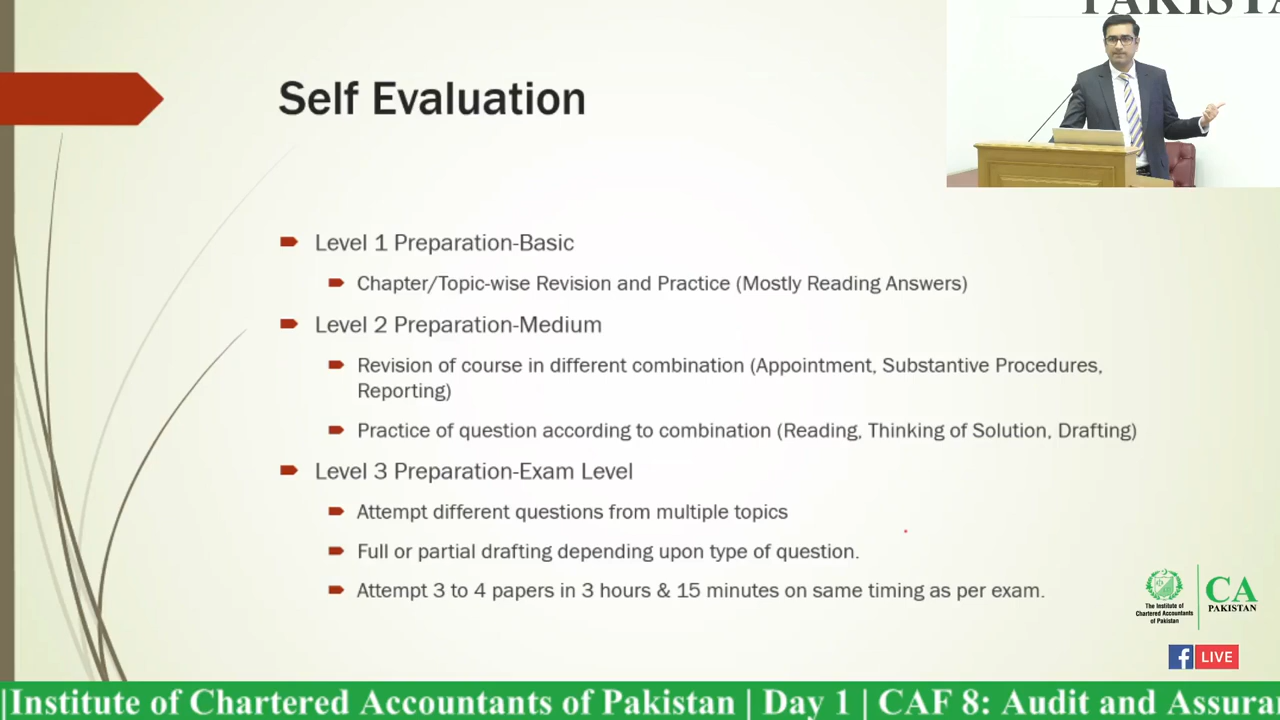 Self Evaluation
Level 1 Preparation-Basic
Chapter/Topic-wise Revision and Practice (Mostly Reading Answers)
Level 2 Preparation-Medium
Revision of course in different combination (Appointment, Substantive Procedures,
Reporting)
Practice of question according to combination (Reading, Thinking of Solution, Drafting)
Level 3 Preparation-Exam Level
Attempt different questions from multiple topics
Full or partial drafting depending upon type of question.
Attempt 3 to 4 papers in 3 hours & 15 minutes on same timing as per exam.
PAKISTA
The Institute of
Chartered Accountants
of Pakistan
CA
PAKISTAN
f LIVE
|Institute of Chartered Accountants of Pakistan | Day 1 | CAF 8: Audit and Assura